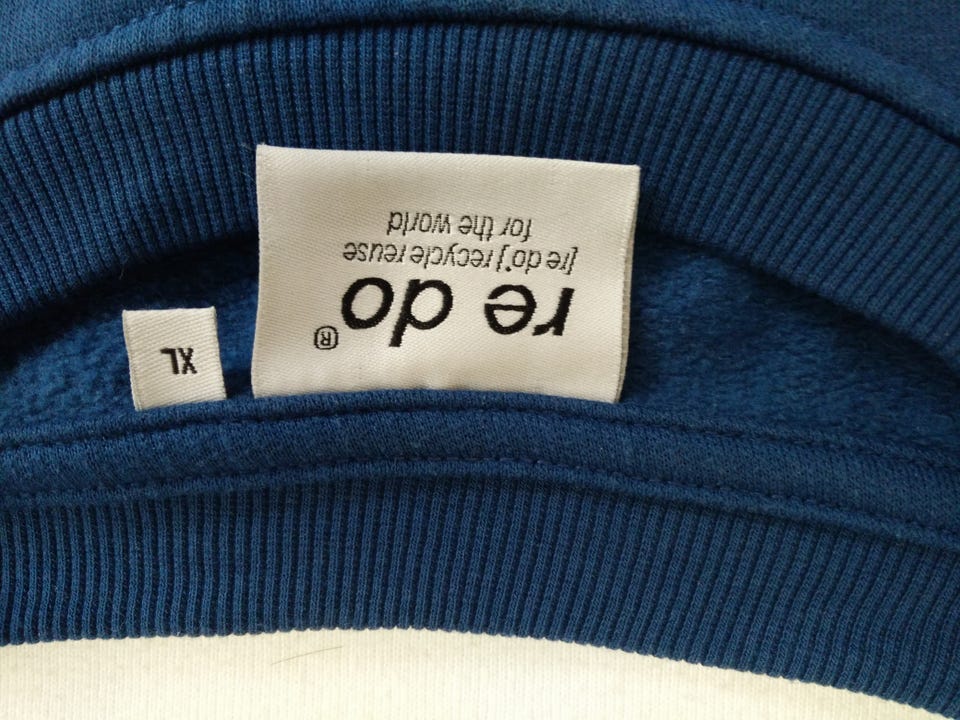 re do®
[re do'] recycle reuse
for the world
XL